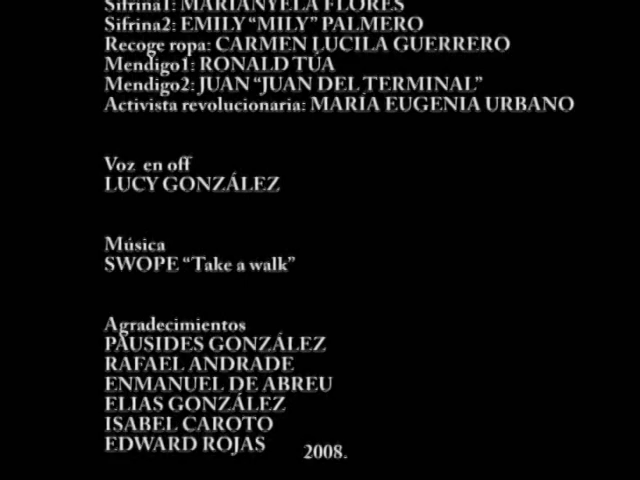 Sifrina1: MARIANYELA FLORES
Sifrina2: EMILY “MILY” PALMERO
Recoge ropa: CARMEN LUCILA GUERRERO
Mendigo1: RONALD TÚA
Mendigo2: JUAN “JUAN DEL TERMINAL”
Activista revolucionaria: MARÍA EUGENIA URBANO
Voz en off
LUCY GONZÁLEZ
Música
SWOPE “Take a walk”
Agradecimientos
PAUSIDES GONZÁLEZ
RAFAEL ANDRADE
ENMANUEL DE ABREU
ELIAS GONZÁLEZ
ISABEL CAROTO
EDWARD ROJAS
2008.